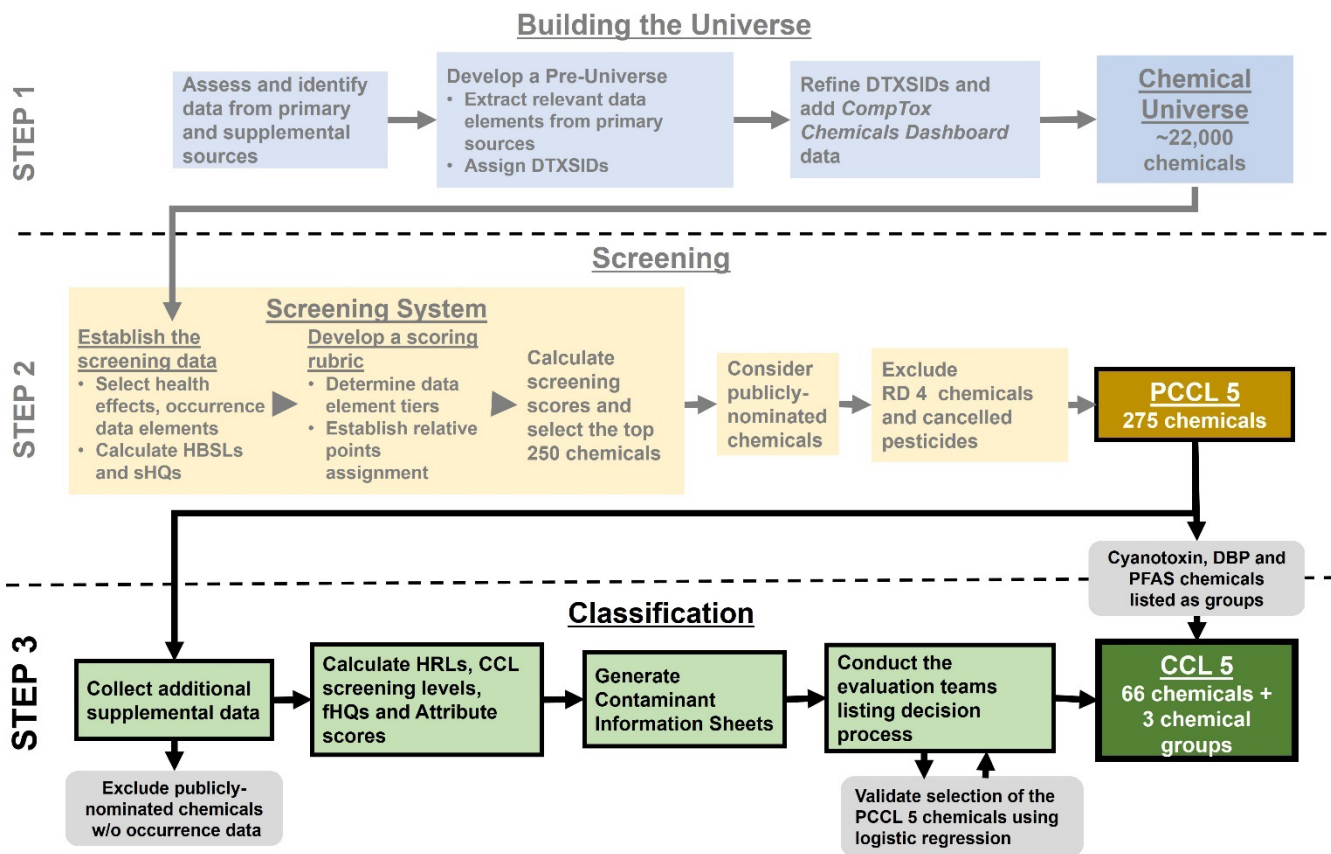 Building the Universe
STEP 1
Assess and identify
data from primary
and supplemental
sources
Develop a Pre-Universe
• Extract relevant data
elements from primary
sources
• Assign DTXSIDs
Refine DTXSIDs and
add CompTox
Chemicals Dashboard
data
Chemical
Universe
~22,000
chemicals
Screening
STEP 2
Screening System
Establish the
screening data
• Select health
effects, occurrence
data elements
• Calculate HBSLs
and sHQs
Develop a scoring
rubric
• Determine data
element tiers
• Establish relative
points
assignment
Calculate
screening
scores and
select the top
250 chemicals
Consider
publicly-
nominated
chemicals
Exclude
RD 4 chemicals
and cancelled
pesticides
PCCL 5
275 chemicals
Cyanotoxin, DBP and
PFAS chemicals
listed as groups
Classification
STEP 3
Collect additional
supplemental data
Exclude publicly-
nominated chemicals
w/o occurrence data
Calculate HRLs, CCL
screening levels,
fHQs and Attribute
scores
Generate
Contaminant
Information Sheets
Conduct the
evaluation teams
listing decision
process
Validate selection of the
PCCL 5 chemicals using
logistic regression
CCL 5
66 chemicals +
3 chemical
groups